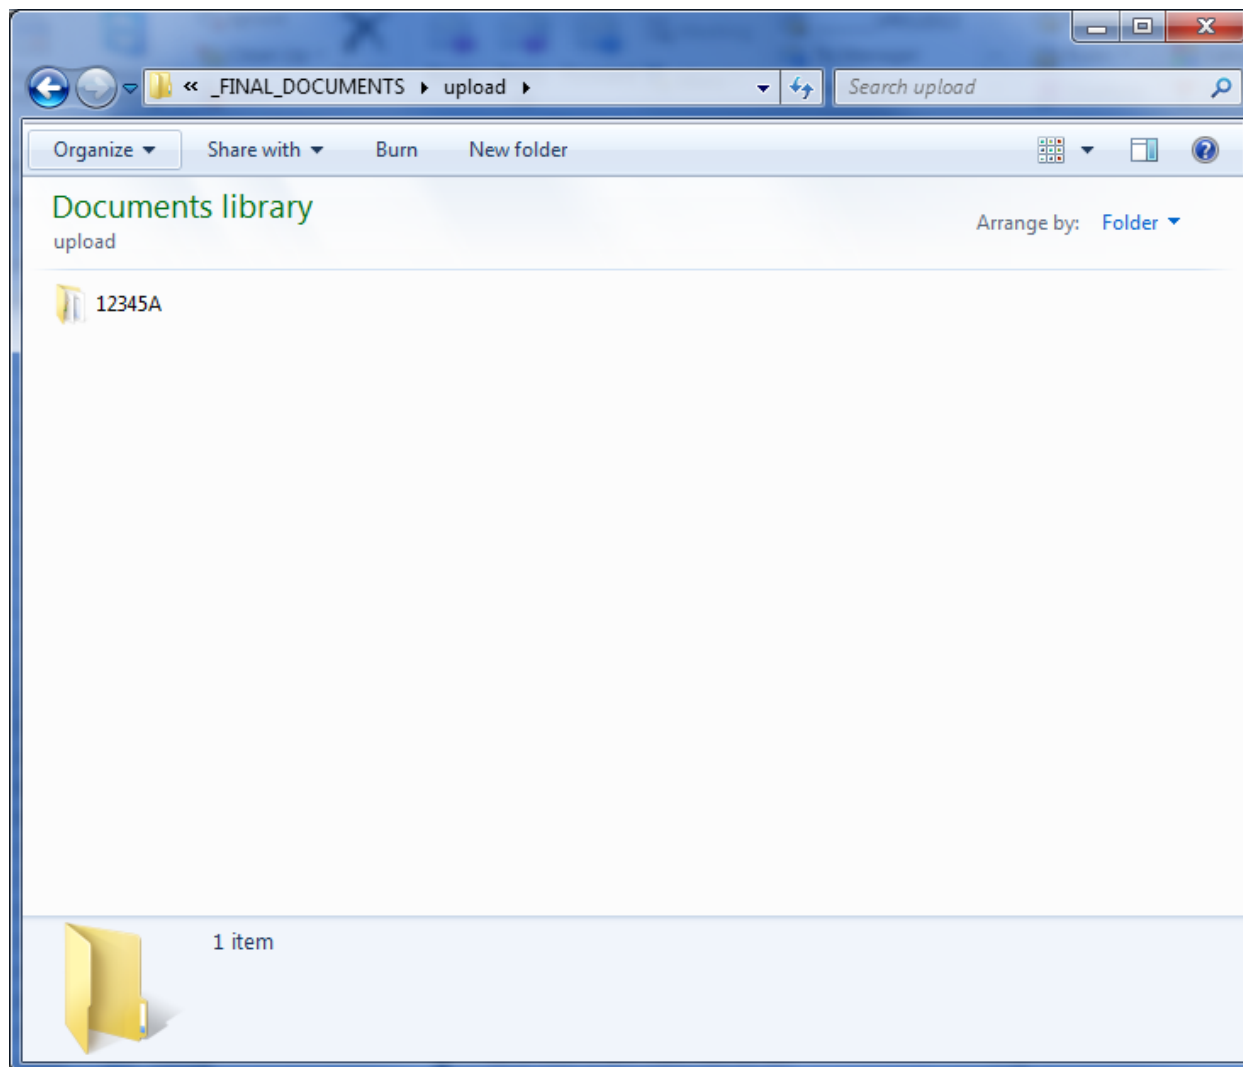 « _FINAL_DOCUMENTS ▸ upload ▸ Search upload
Organize Share with Burn New folder
Documents library
upload
Arrange by: Folder
12345A
1 item